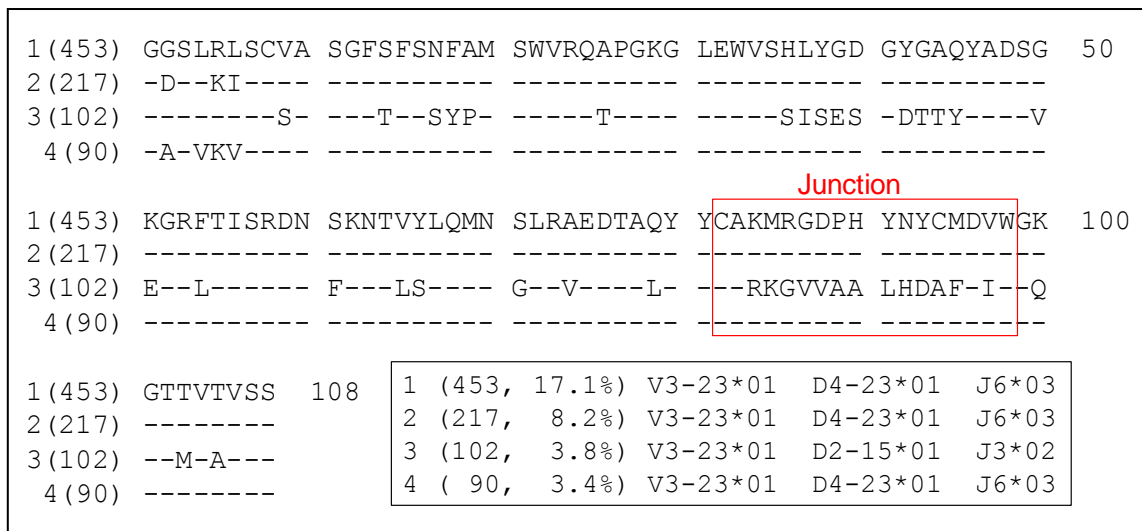 1(453) GGSLRLSCVA SGFSFSNFAM SWVRQAPGKG LEWVSHLYGD GYGAQYADSG 50
2(217) -D--KI---- ---------- ---------- ---------- ----------
3(102) --------S- ---T--SYP- -----T---- -----SISES -DTTY----V
4(90) -A-VKV---- ---------- ---------- ---------- ----------
Junction
1(453 KGRFTISRDN SKNTVYLQMN SLRAEDTAQY YCAKMRGDPH YNYCMDVWGK 100
2(217) ---------- ---------- ---------- ---------- ----------
3(102) E--L------ F---LS---- G--V----L- ---RKGVVAA LHDAF-I--Q
4(90) ---------- ---------- ---------- ---------- ----------
1(453) GTTVTVSS 108
2(217) --------
3(102) --M-A---
4(90) --------
1 (453, 17.1%) V3-23*01 D4-23*01 J6*03
2 (217, 8.2%) V3-23*01 D4-23*01 J6*03
3 (102, 3.8%) V3-23*01 D2-15*01 J3*02
4 ( 90, 3.4%) V3-23*01 D4-23*01 J6*03